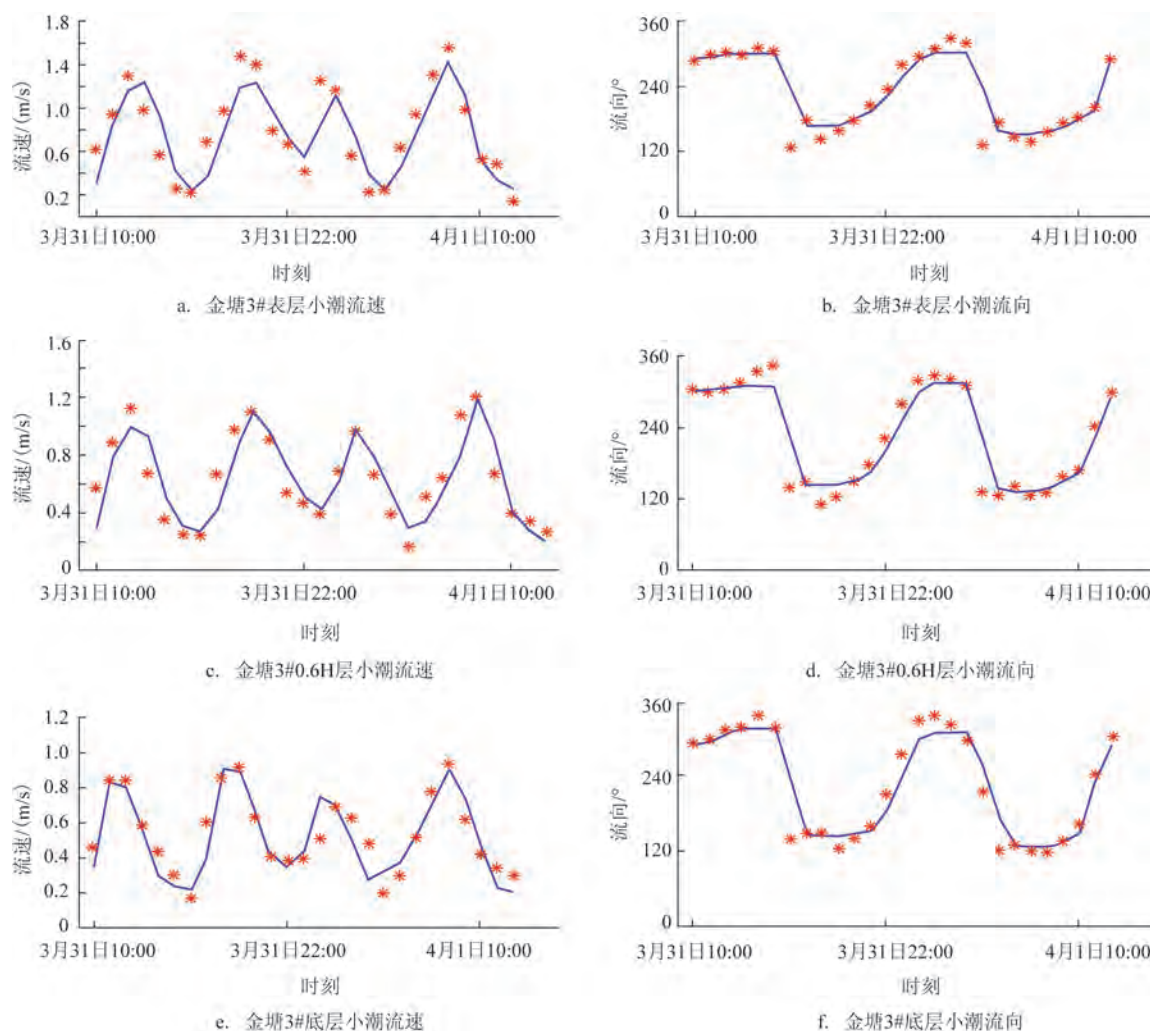 1.8
1.4
1.0
0.6
0.2
流速/(m/s)
3月31日10:00 3月31日22:00 4月1日10:00
时刻
a. 金塘3#表层小潮流速
360
240
120
0
流向/°
3月31日10:00 3月31日22:00 4月1日10:00
时刻
b. 金塘3#表层小潮流向
1.6
1.2
0.8
0.4
0
流速/(m/s)
3月31日10:00 3月31日22:00 4月1日10:00
时刻
c. 金塘3#0.6H层小潮流速
360
240
120
0
流向/°
3月31日10:00 3月31日22:00 4月1日10:00
时刻
d. 金塘3#0.6H层小潮流向
1.2
1.0
0.8
0.6
0.4
0.2
0
流速/(m/s)
3月31日10:00 3月31日22:00 4月1日10:00
时刻
e. 金塘3#底层小潮流速
360
240
120
0
流向/°
3月31日10:00 3月31日22:00 4月1日10:00
时刻
f. 金塘3#底层小潮流向